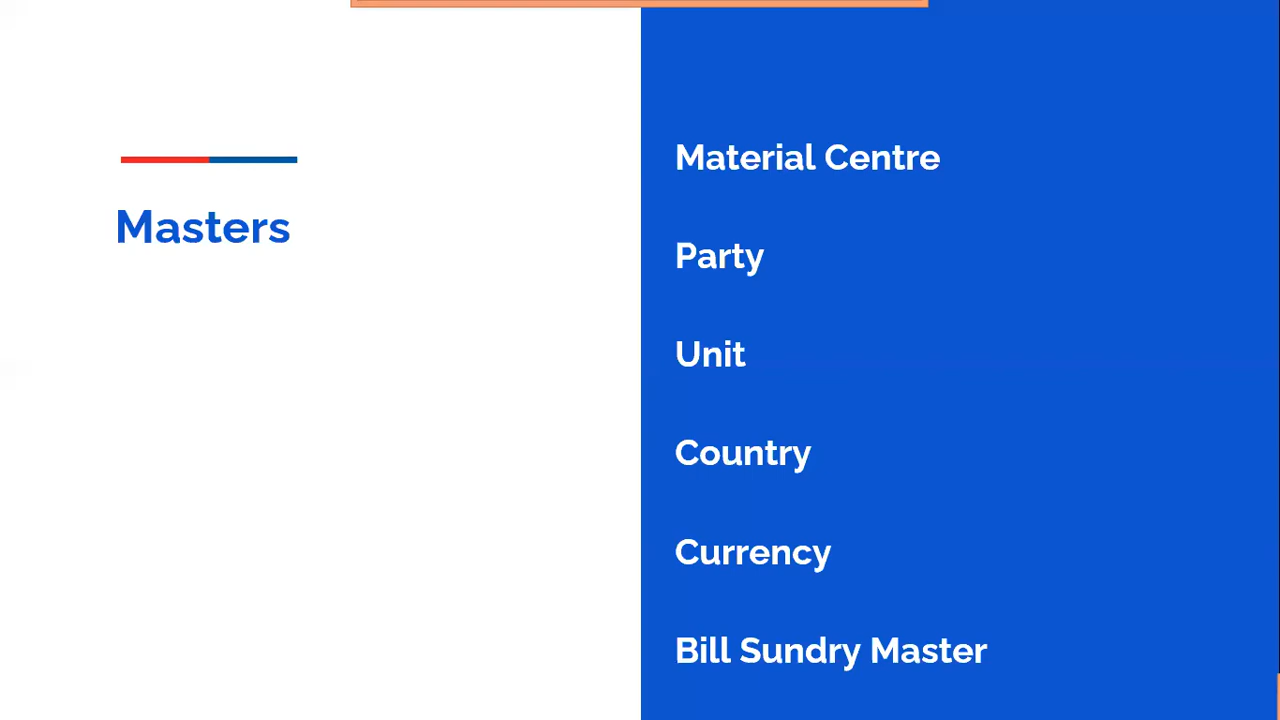 Masters
Material Centre
Party
Unit
Country
Currency
Bill Sundry Master